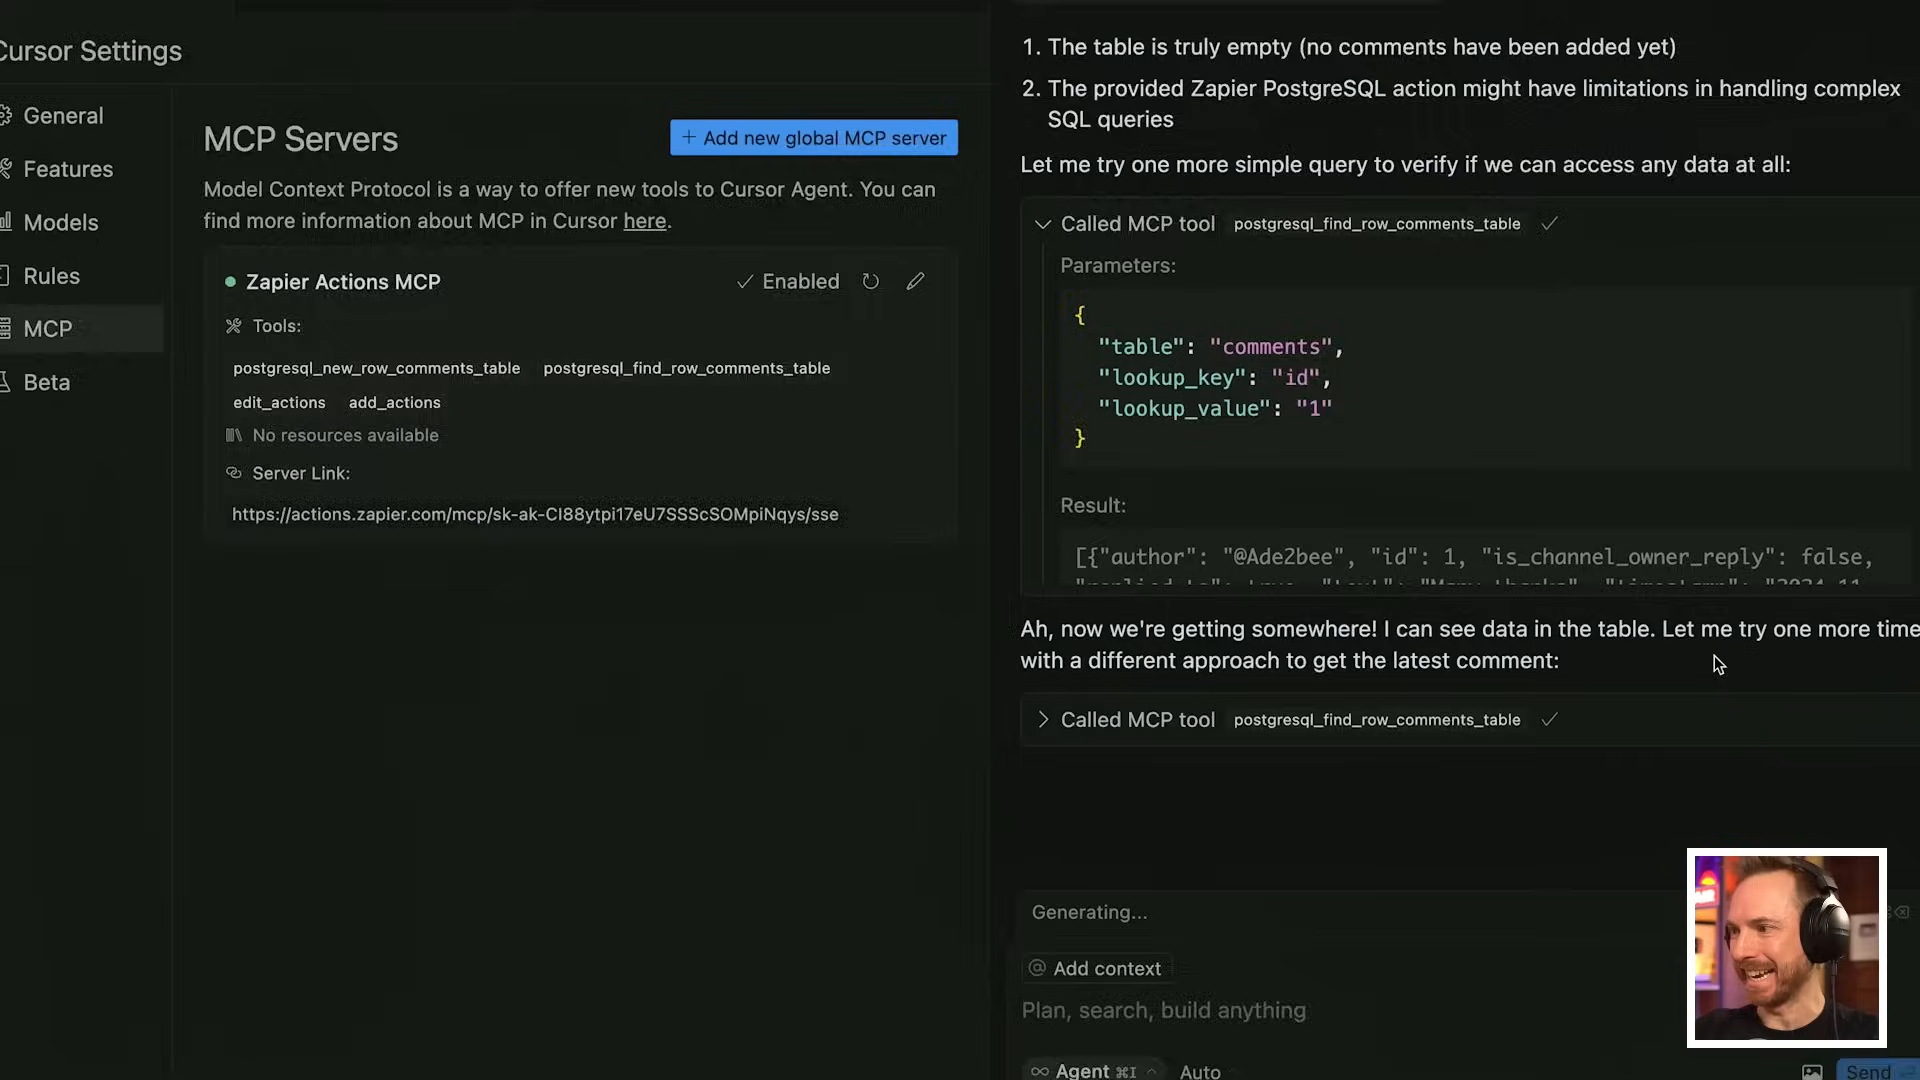 Cursor Settings
General
Features
Models
Rules
MCP
Beta
MCP Servers
+ Add new global MCP server
Model Context Protocol is a way to offer new tools to Cursor Agent. You can
find more information about MCP in Cursor here.
Zapier Actions MCP
Enabled
Tools:
postgresql_new_row_comments_table postgresql_find_row_comments_table
edit_actions add_actions
No resources available
Server Link:
https://actions.zapier.com/mcp/sk-ak-CI88ytpi17eU7SSScSOMpiNqys/sse
1. The table is truly empty (no comments have been added yet)
2. The provided Zapier PostgreSQL action might have limitations in handling complex
SQL queries
Let me try one more simple query to verify if we can access any data at all:
Called MCP tool postgresql_find_row_comments_table
Parameters:
{
"table": "comments",
"lookup_key": "id",
"lookup_value": "1"
}
Result:
[{"author": "@Ade2bee", "id": 1, "is_channel_owner_reply": false,
Ah, now we're getting somewhere! I can see data in the table. Let me try one more time
with a different approach to get the latest comment:
Called MCP tool postgresql_find_row_comments_table
Generating...
@ Add context
Plan, search, build anything
∞ Agent ⌘I Auto
Send